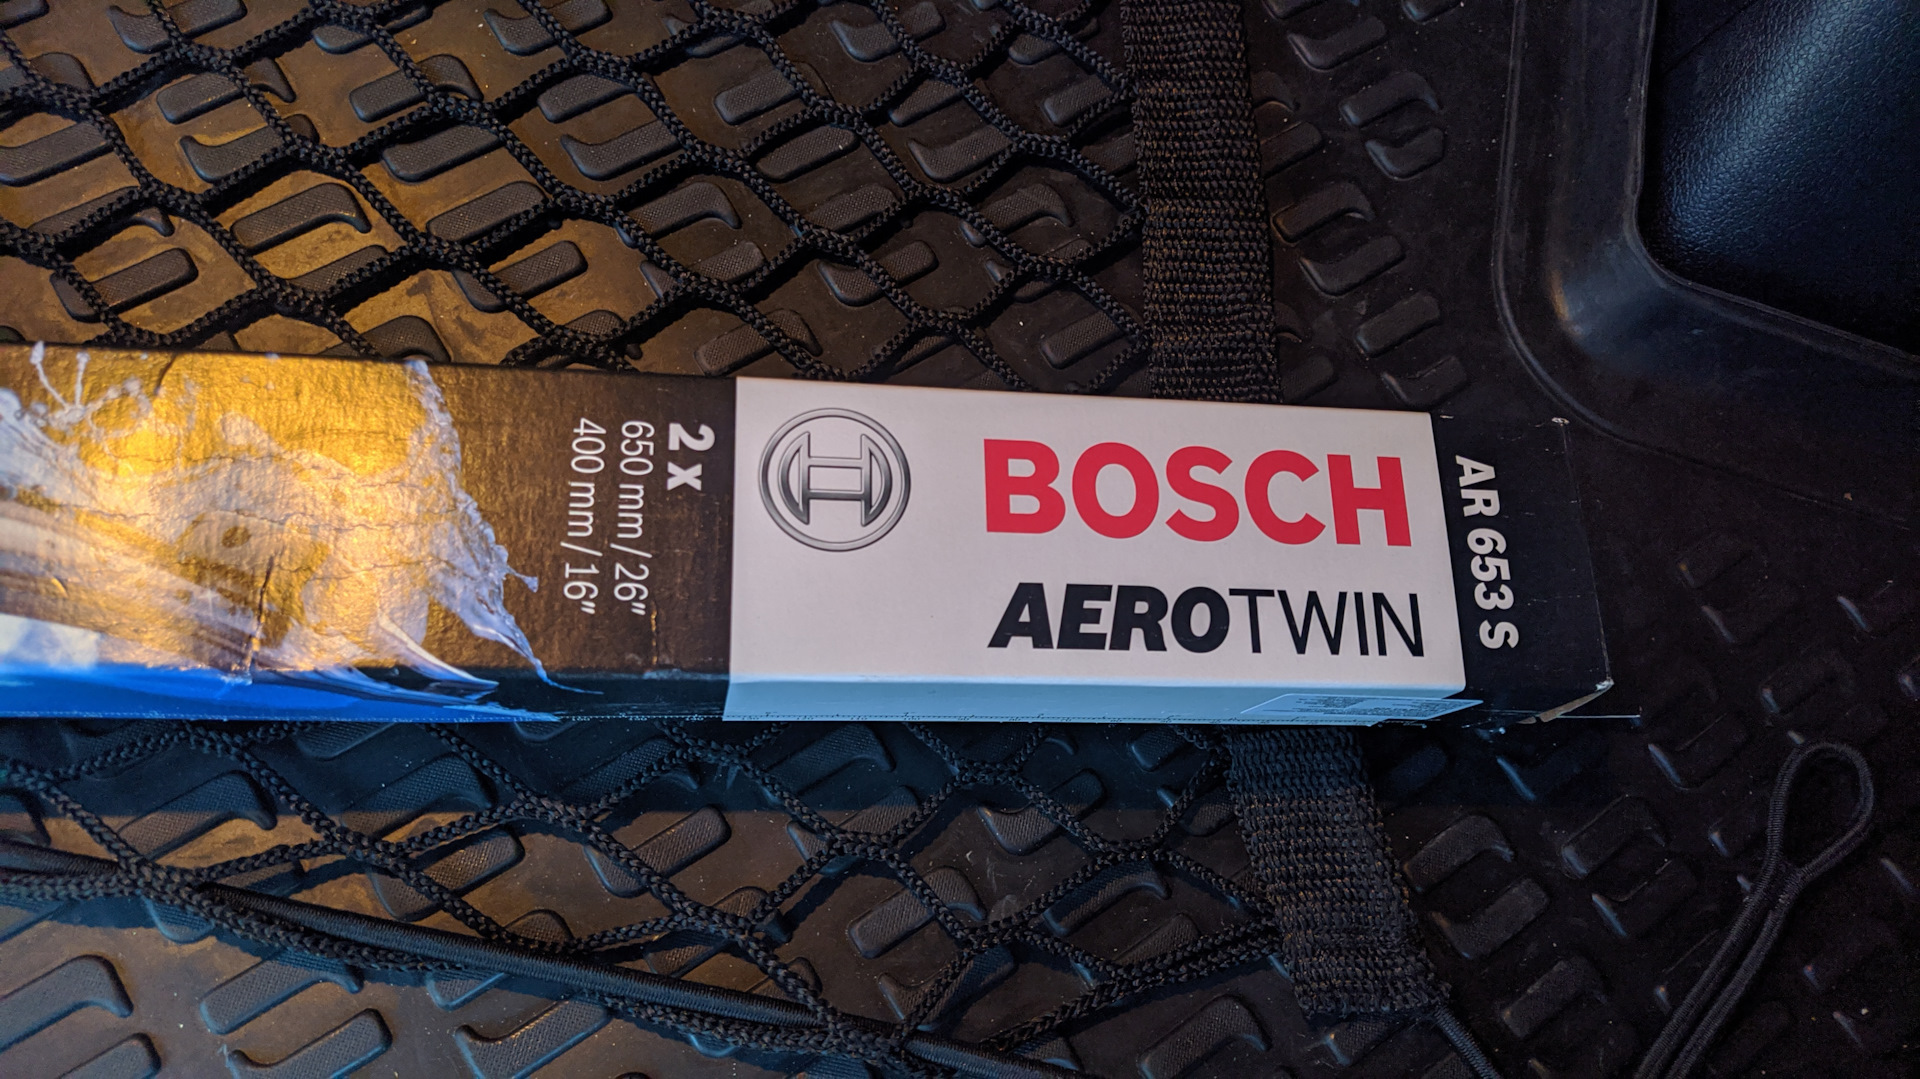 BOSCH
AEROTWIN
AR 653 S
2 x
650 mm / 26"
400 mm / 16"